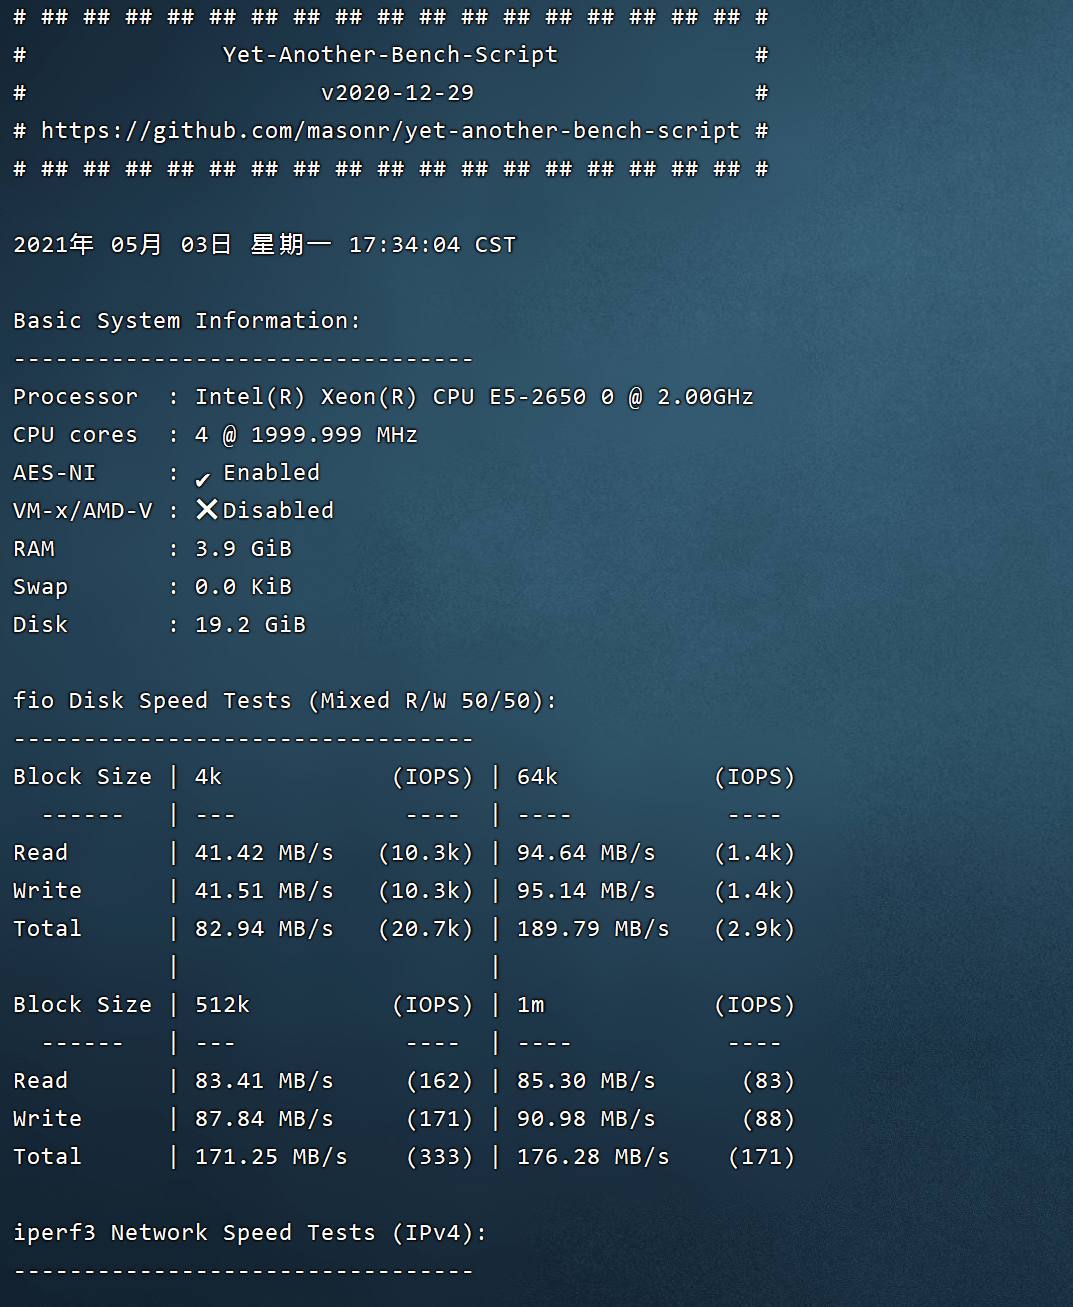 # ## ## ## ## ## ## ## ## ## ## ## ## ## ## ## ## ## #
#              Yet-Another-Bench-Script              #
#                     v2020-12-29                    #
# https://github.com/masonr/yet-another-bench-script #
# ## ## ## ## ## ## ## ## ## ## ## ## ## ## ## ## ## #
2021年 05月 03日 星期一 17:34:04 CST
Basic System Information:
---------------------------------
Processor  : Intel(R) Xeon(R) CPU E5-2650 0 @ 2.00GHz
CPU cores  : 4 @ 1999.999 MHz
AES-NI     : ✔ Enabled
VM-x/AMD-V : ❌Disabled
RAM        : 3.9 GiB
Swap       : 0.0 KiB
Disk       : 19.2 GiB
fio Disk Speed Tests (Mixed R/W 50/50):
---------------------------------
Block Size | 4k            (IOPS) | 64k           (IOPS)
  ------   | ---            ----  | ----           ----
Read       | 41.42 MB/s   (10.3k) | 94.64 MB/s    (1.4k)
Write      | 41.51 MB/s   (10.3k) | 95.14 MB/s    (1.4k)
Total      | 82.94 MB/s   (20.7k) | 189.79 MB/s   (2.9k)
           |                      |
Block Size | 512k          (IOPS) | 1m            (IOPS)
  ------   | ---            ----  | ----           ----
Read       | 83.41 MB/s     (162) | 85.30 MB/s      (83)
Write      | 87.84 MB/s     (171) | 90.98 MB/s      (88)
Total      | 171.25 MB/s    (333) | 176.28 MB/s    (171)
iperf3 Network Speed Tests (IPv4):
---------------------------------